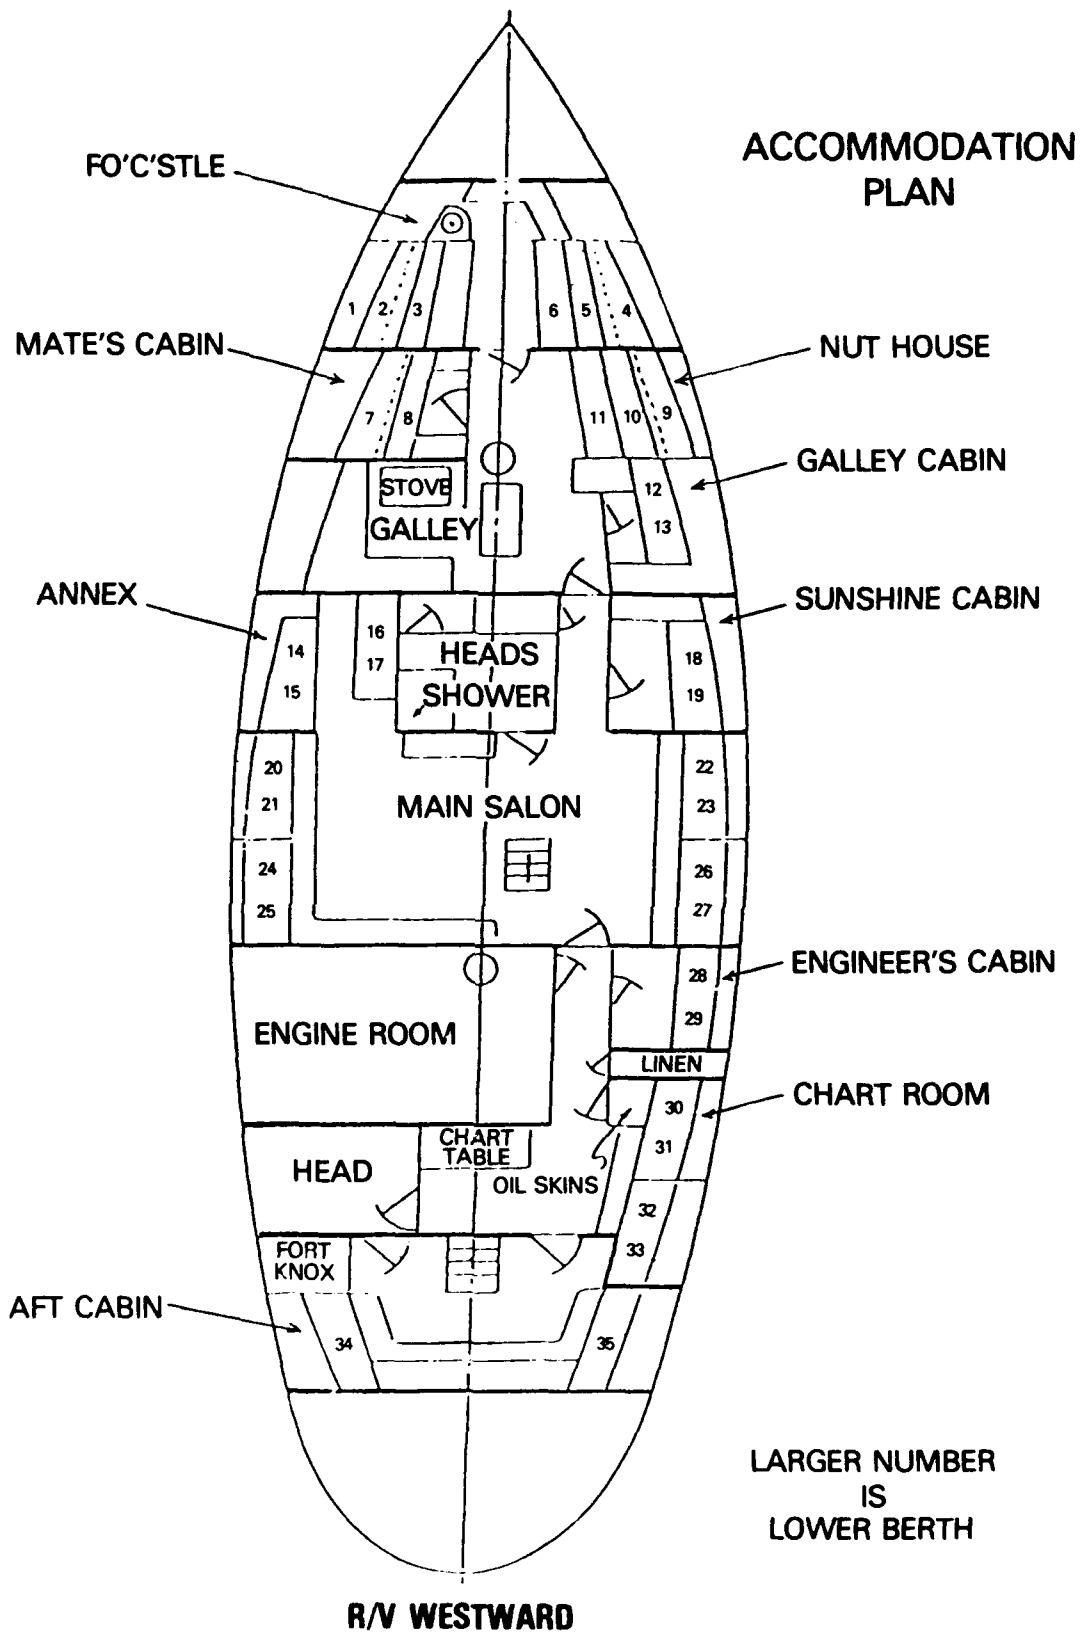 ACCOMMODATION
PLAN
FO'C'STLE
1 2 3 6 5 4
MATE'S CABIN
NUT HOUSE
7 8 11 10 9
GALLEY CABIN
STOVE
12
GALLEY
13
ANNEX
SUNSHINE CABIN
16
14
HEADS
18
17
15
SHOWER
19
20
22
21
MAIN SALON
23
24
26
25
27
ENGINEER'S CABIN
28
29
ENGINE ROOM
LINEN
CHART ROOM
30
CHART
TABLE
31
HEAD
OIL SKINS
32
33
FORT
KNOX
AFT CABIN
34
35
LARGER NUMBER
IS
LOWER BERTH
R/V WESTWARD